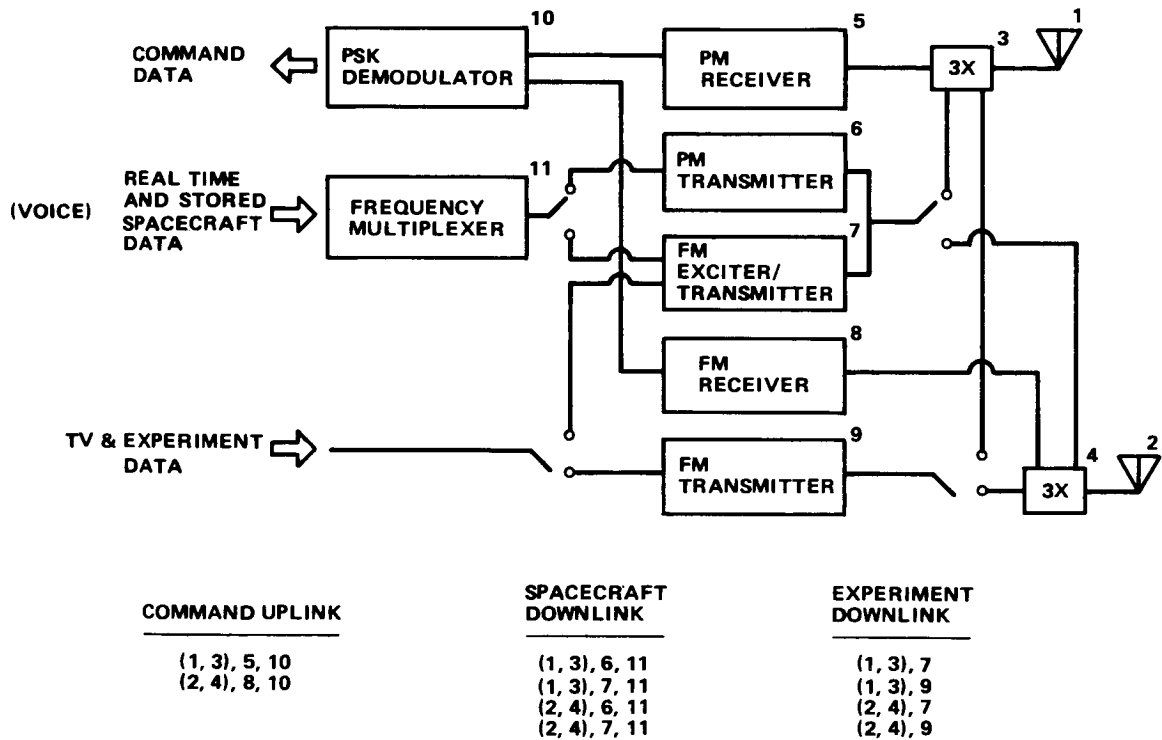 10
5
1
COMMAND
DATA
PSK
DEMODULATOR
PM
RECEIVER
3
3X
6
11
(VOICE)
REAL TIME
AND STORED
SPACECRAFT
DATA
FREQUENCY
MULTIPLEXER
PM
TRANSMITTER
7
FM
EXCITER/
TRANSMITTER
8
FM
RECEIVER
TV & EXPERIMENT
DATA
9
FM
TRANSMITTER
4
2
3X
COMMAND UPLINK
(1, 3), 5, 10
(2, 4), 8, 10
SPACECRAFT
DOWNLINK
(1, 3), 6, 11
(1, 3), 7, 11
(2, 4), 6, 11
(2, 4), 7, 11
EXPERIMENT
DOWNLINK
(1, 3), 7
(1, 3), 9
(2, 4), 7
(2, 4), 9